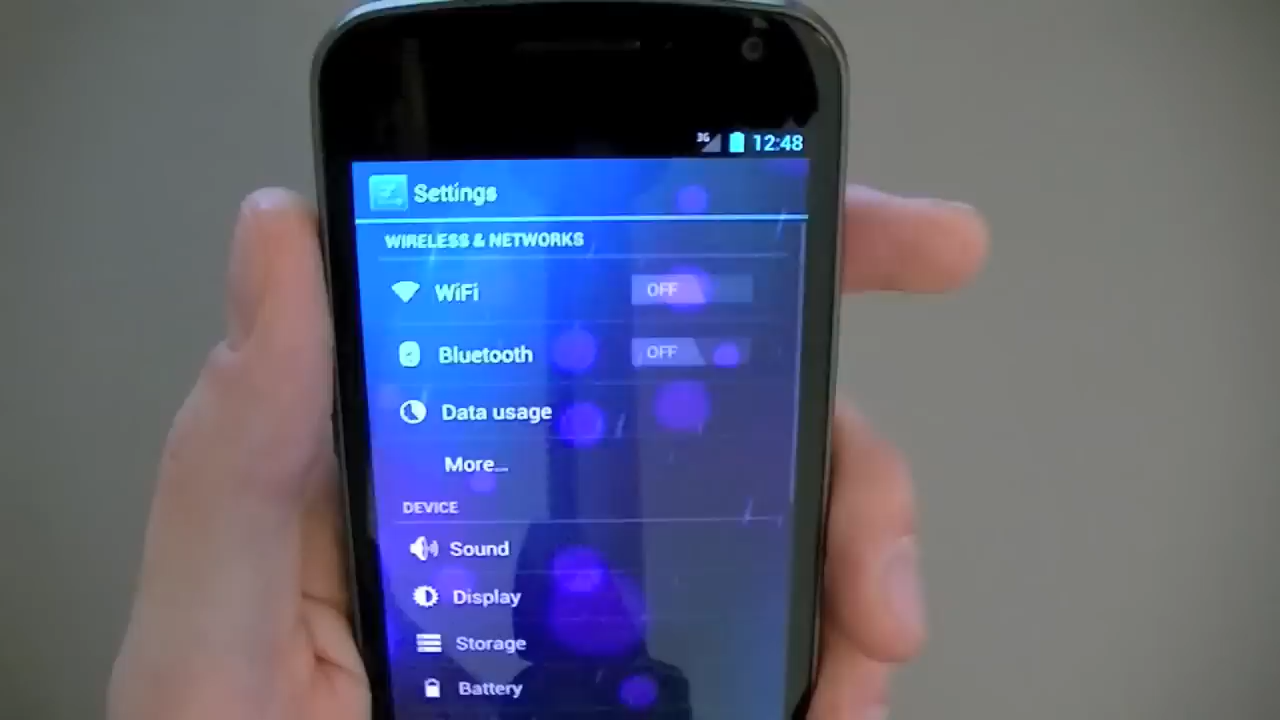 3G 12:48
Settings
WIRELESS & NETWORKS
WiFi OFF
Bluetooth OFF
Data usage
More...
DEVICE
Sound
Display
Storage
Battery